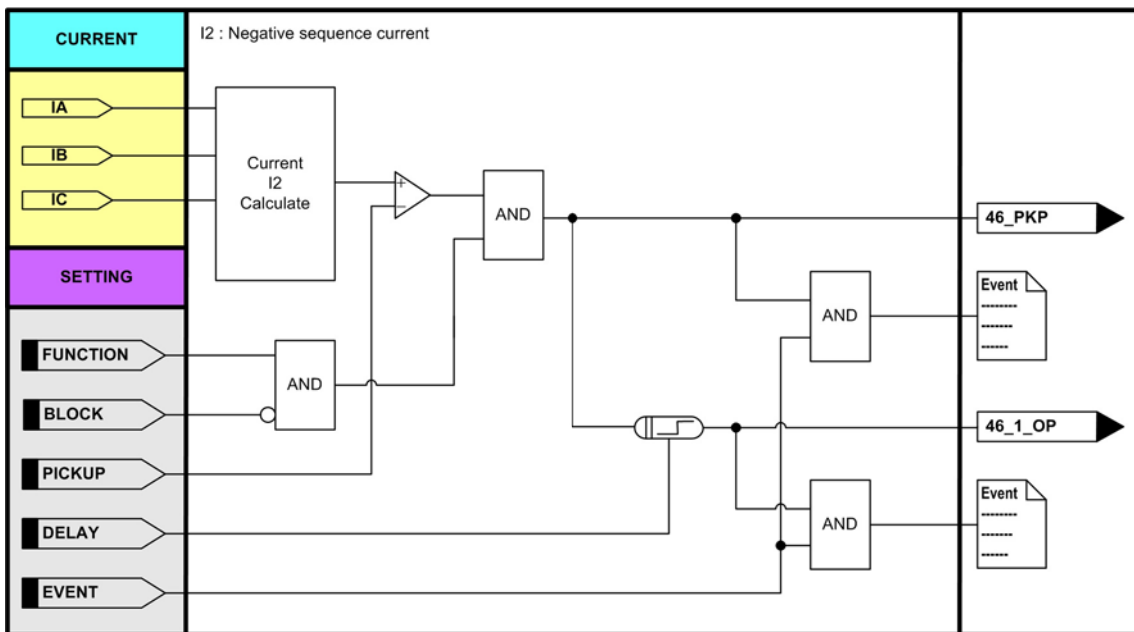 CURRENT
I2 : Negative sequence current
IA
IB
IC
Current
I2
Calculate
+
−
AND
46_PKP
SETTING
Event
AND
FUNCTION
AND
BLOCK
46_1_OP
PICKUP
Event
DELAY
AND
EVENT